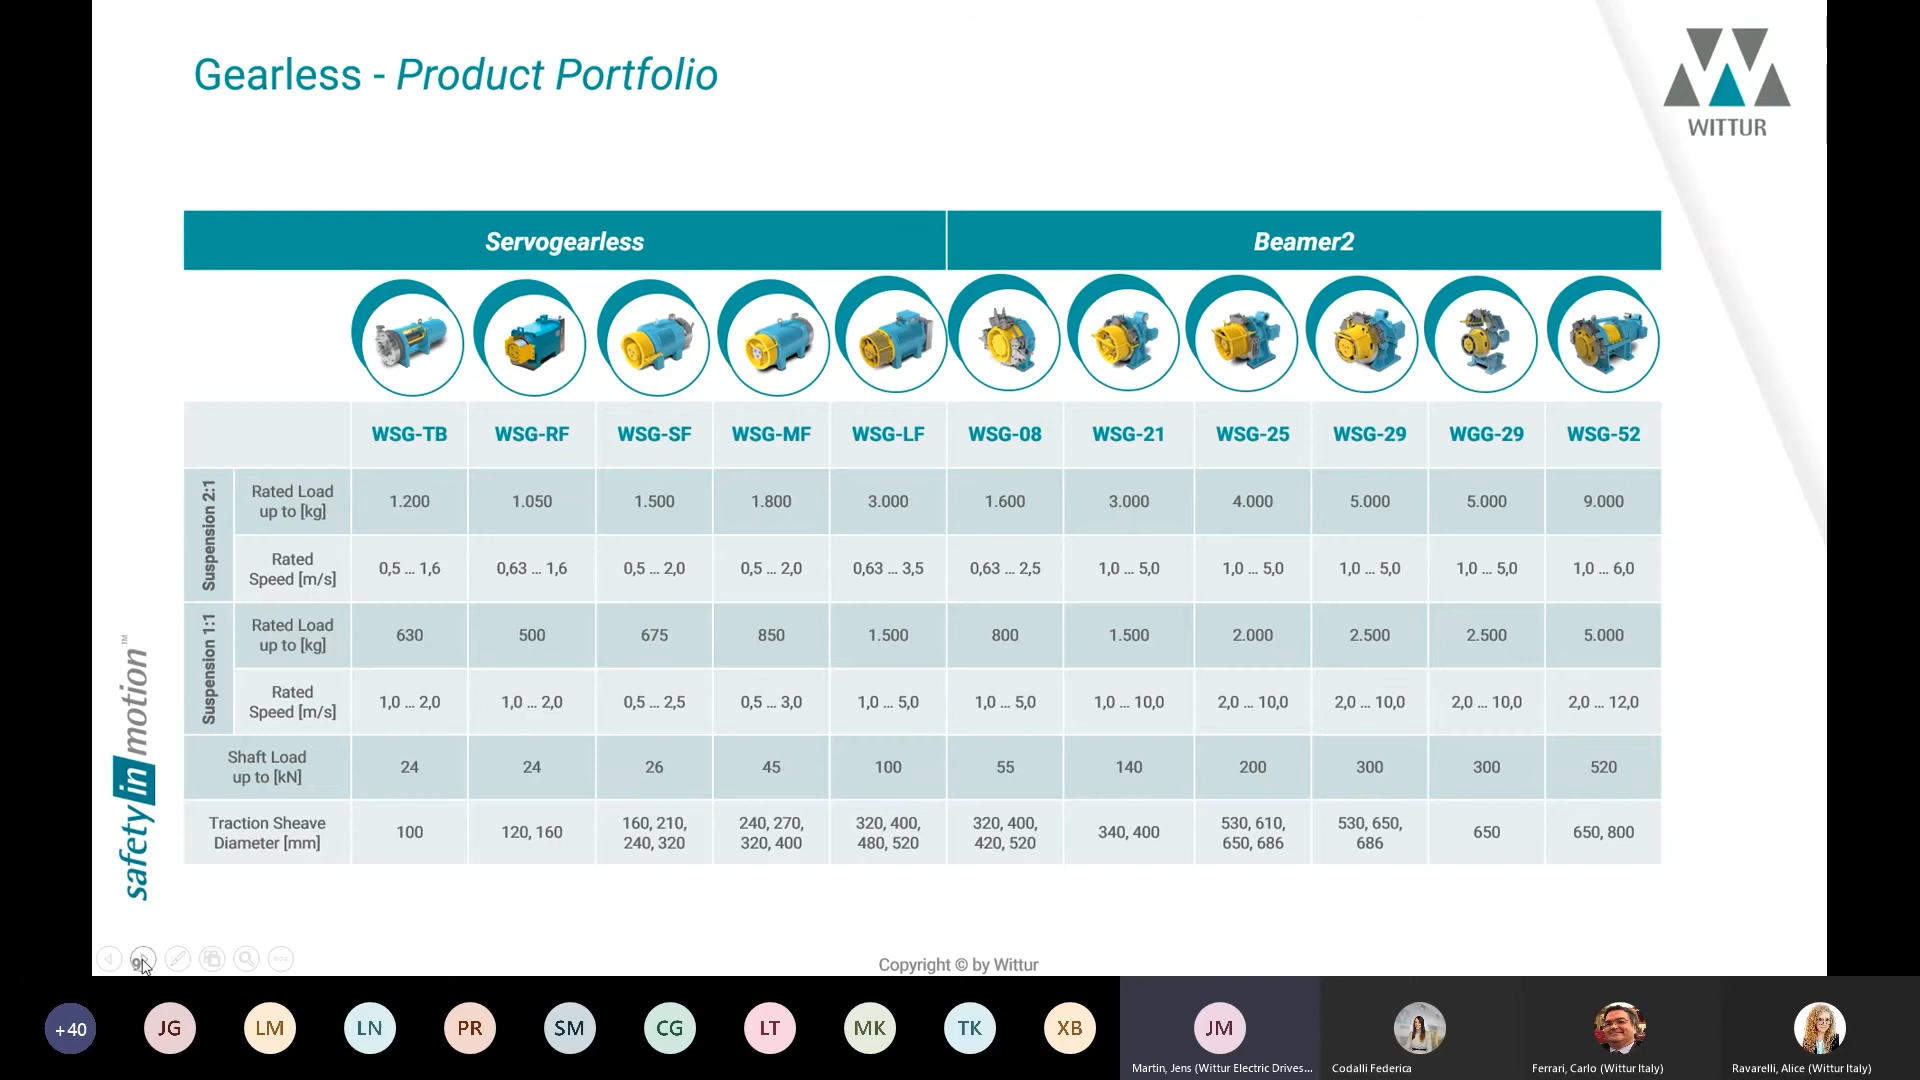 Gearless - Product Portfolio
WITTUR
Servogearless Beamer2
WSG-TB WSG-RF WSG-SF WSG-MF WSG-LF WSG-08 WSG-21 WSG-25 WSG-29 WGG-29 WSG-52
Suspension 2:1
Rated Load
up to [kg]
1.200 1.050 1.500 1.800 3.000 1.600 3.000 4.000 5.000 5.000 9.000
Rated
Speed [m/s]
0,5 ... 1,6 0,63 ... 1,6 0,5 ... 2,0 0,5 ... 2,0 0,63 ... 3,5 0,63 ... 2,5 1,0 ... 5,0 1,0 ... 5,0 1,0 ... 5,0 1,0 ... 5,0 1,0 ... 6,0
Suspension 1:1
Rated Load
up to [kg]
630 500 675 850 1.500 800 1.500 2.000 2.500 2.500 5.000
Rated
Speed [m/s]
1,0 ... 2,0 1,0 ... 2,0 0,5 ... 2,5 0,5 ... 3,0 1,0 ... 5,0 1,0 ... 5,0 1,0 ... 10,0 2,0 ... 10,0 2,0 ... 10,0 2,0 ... 10,0 2,0 ... 12,0
Shaft Load
up to [kN]
24 24 26 45 100 55 140 200 300 300 520
Traction Sheave
Diameter [mm]
100 120, 160 160, 210, 240, 270, 320, 400, 320, 400, 340, 400 530, 610, 530, 650, 650 650, 800
240, 320 320, 400 480, 520 420, 520 650, 686 686
safety in motion™
9
Copyright © by Wittur
+40 JG LM LN PR SM CG LT MK TK XB JM
Martin, Jens (Wittur Electric Drives... Codalli Federica Ferrari, Carlo (Wittur Italy) Ravarelli, Alice (Wittur Italy)